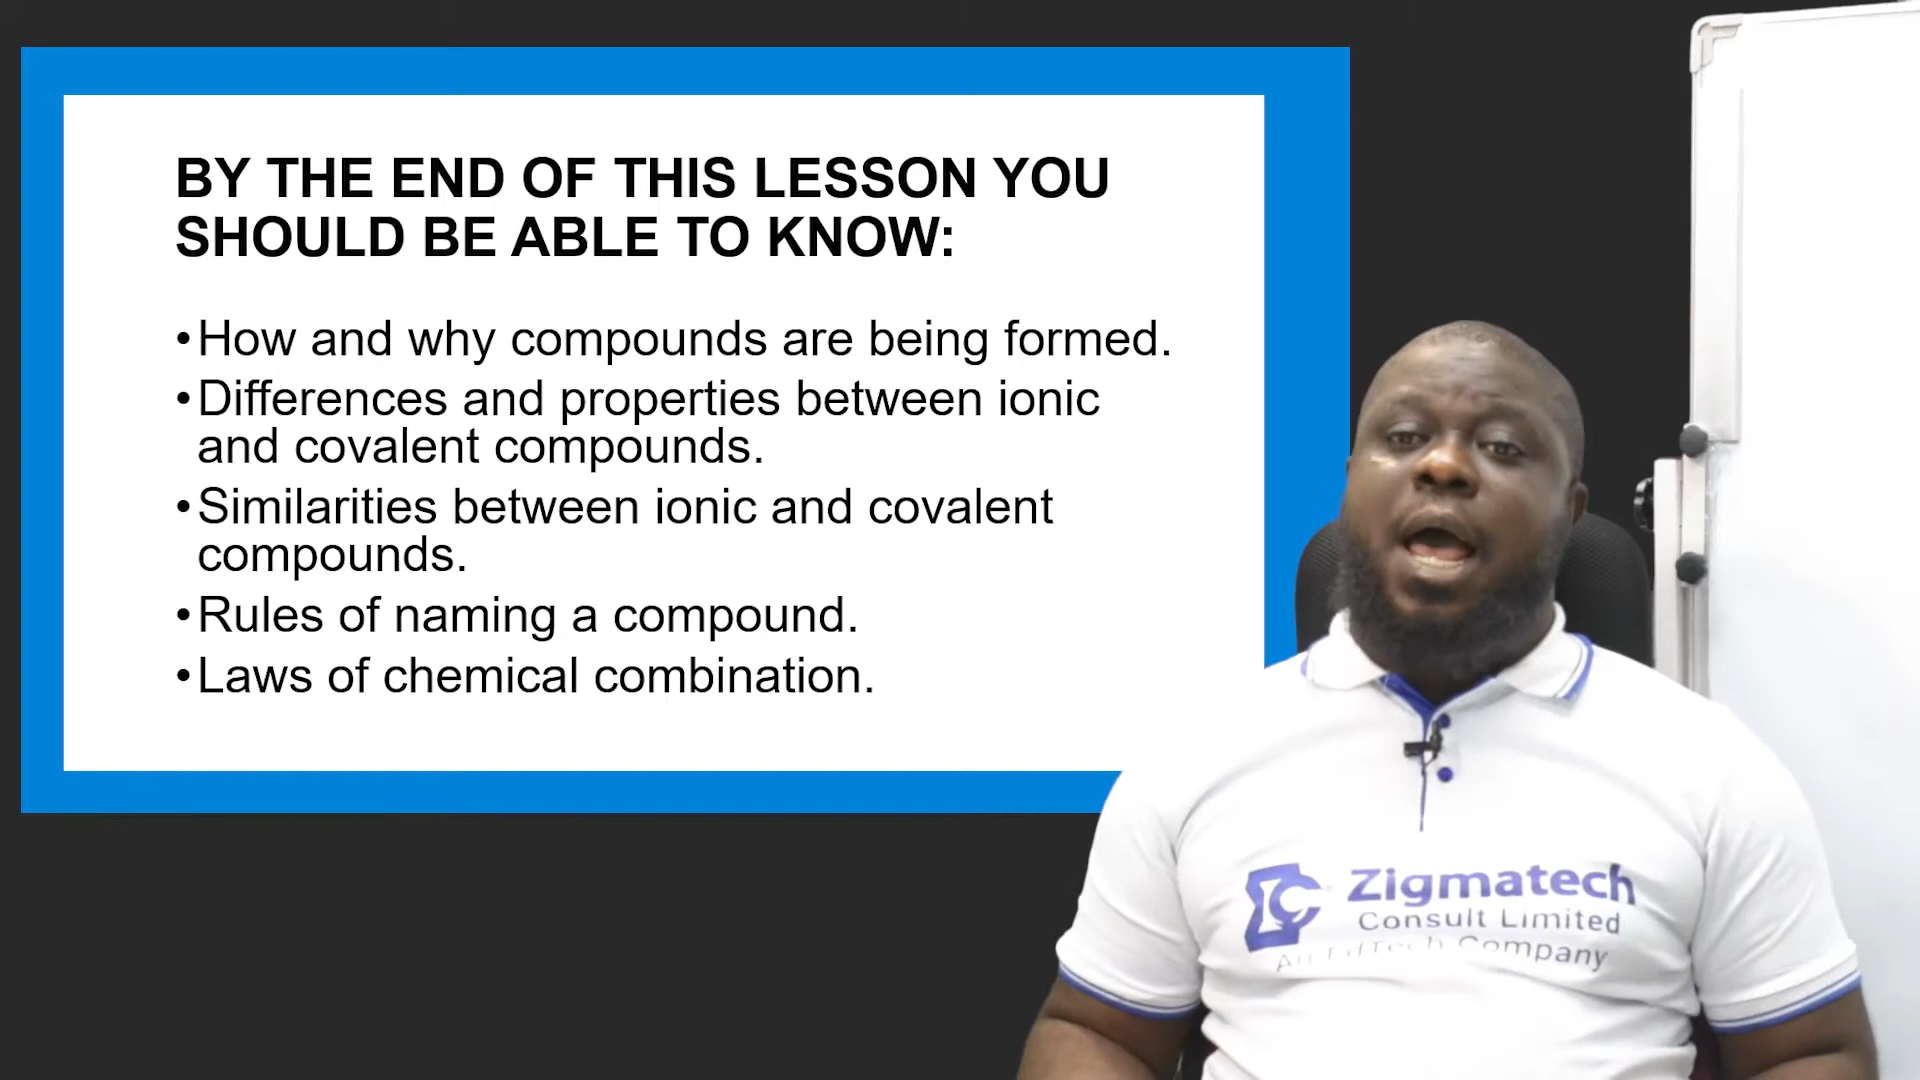 BY THE END OF THIS LESSON YOU
SHOULD BE ABLE TO KNOW:
•How and why compounds are being formed.
•Differences and properties between ionic
and covalent compounds.
•Similarities between ionic and covalent
compounds.
•Rules of naming a compound.
•Laws of chemical combination.
Zigmatech
Consult Limited
An EdTech Company